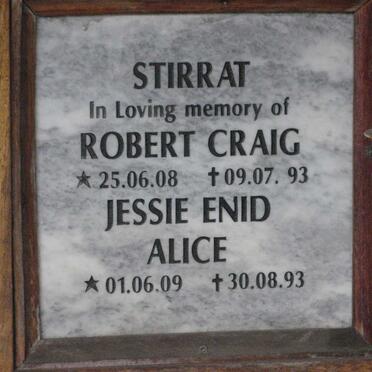 STIRRAT
In Loving memory of
ROBERT CRAIG
★ 25.06.08 ✝ 09.07. 93
JESSIE ENID
ALICE
★ 01.06.09 ✝ 30.08.93